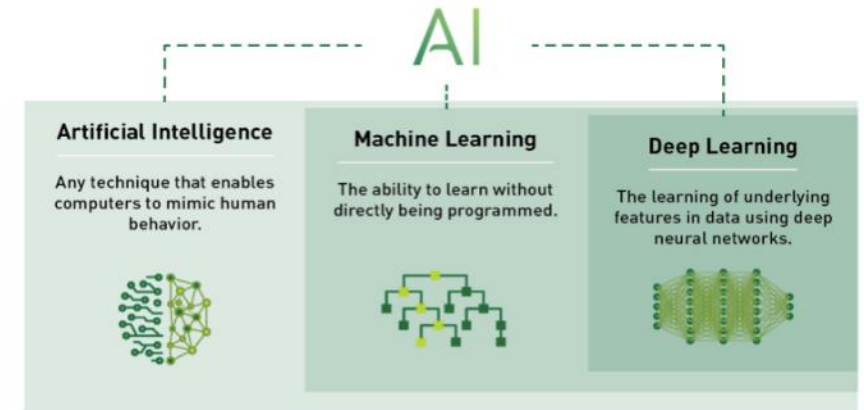 AI
Artificial Intelligence
Any technique that enables
computers to mimic human
behavior.
Machine Learning
The ability to learn without
directly being programmed.
Deep Learning
The learning of underlying
features in data using deep
neural networks.